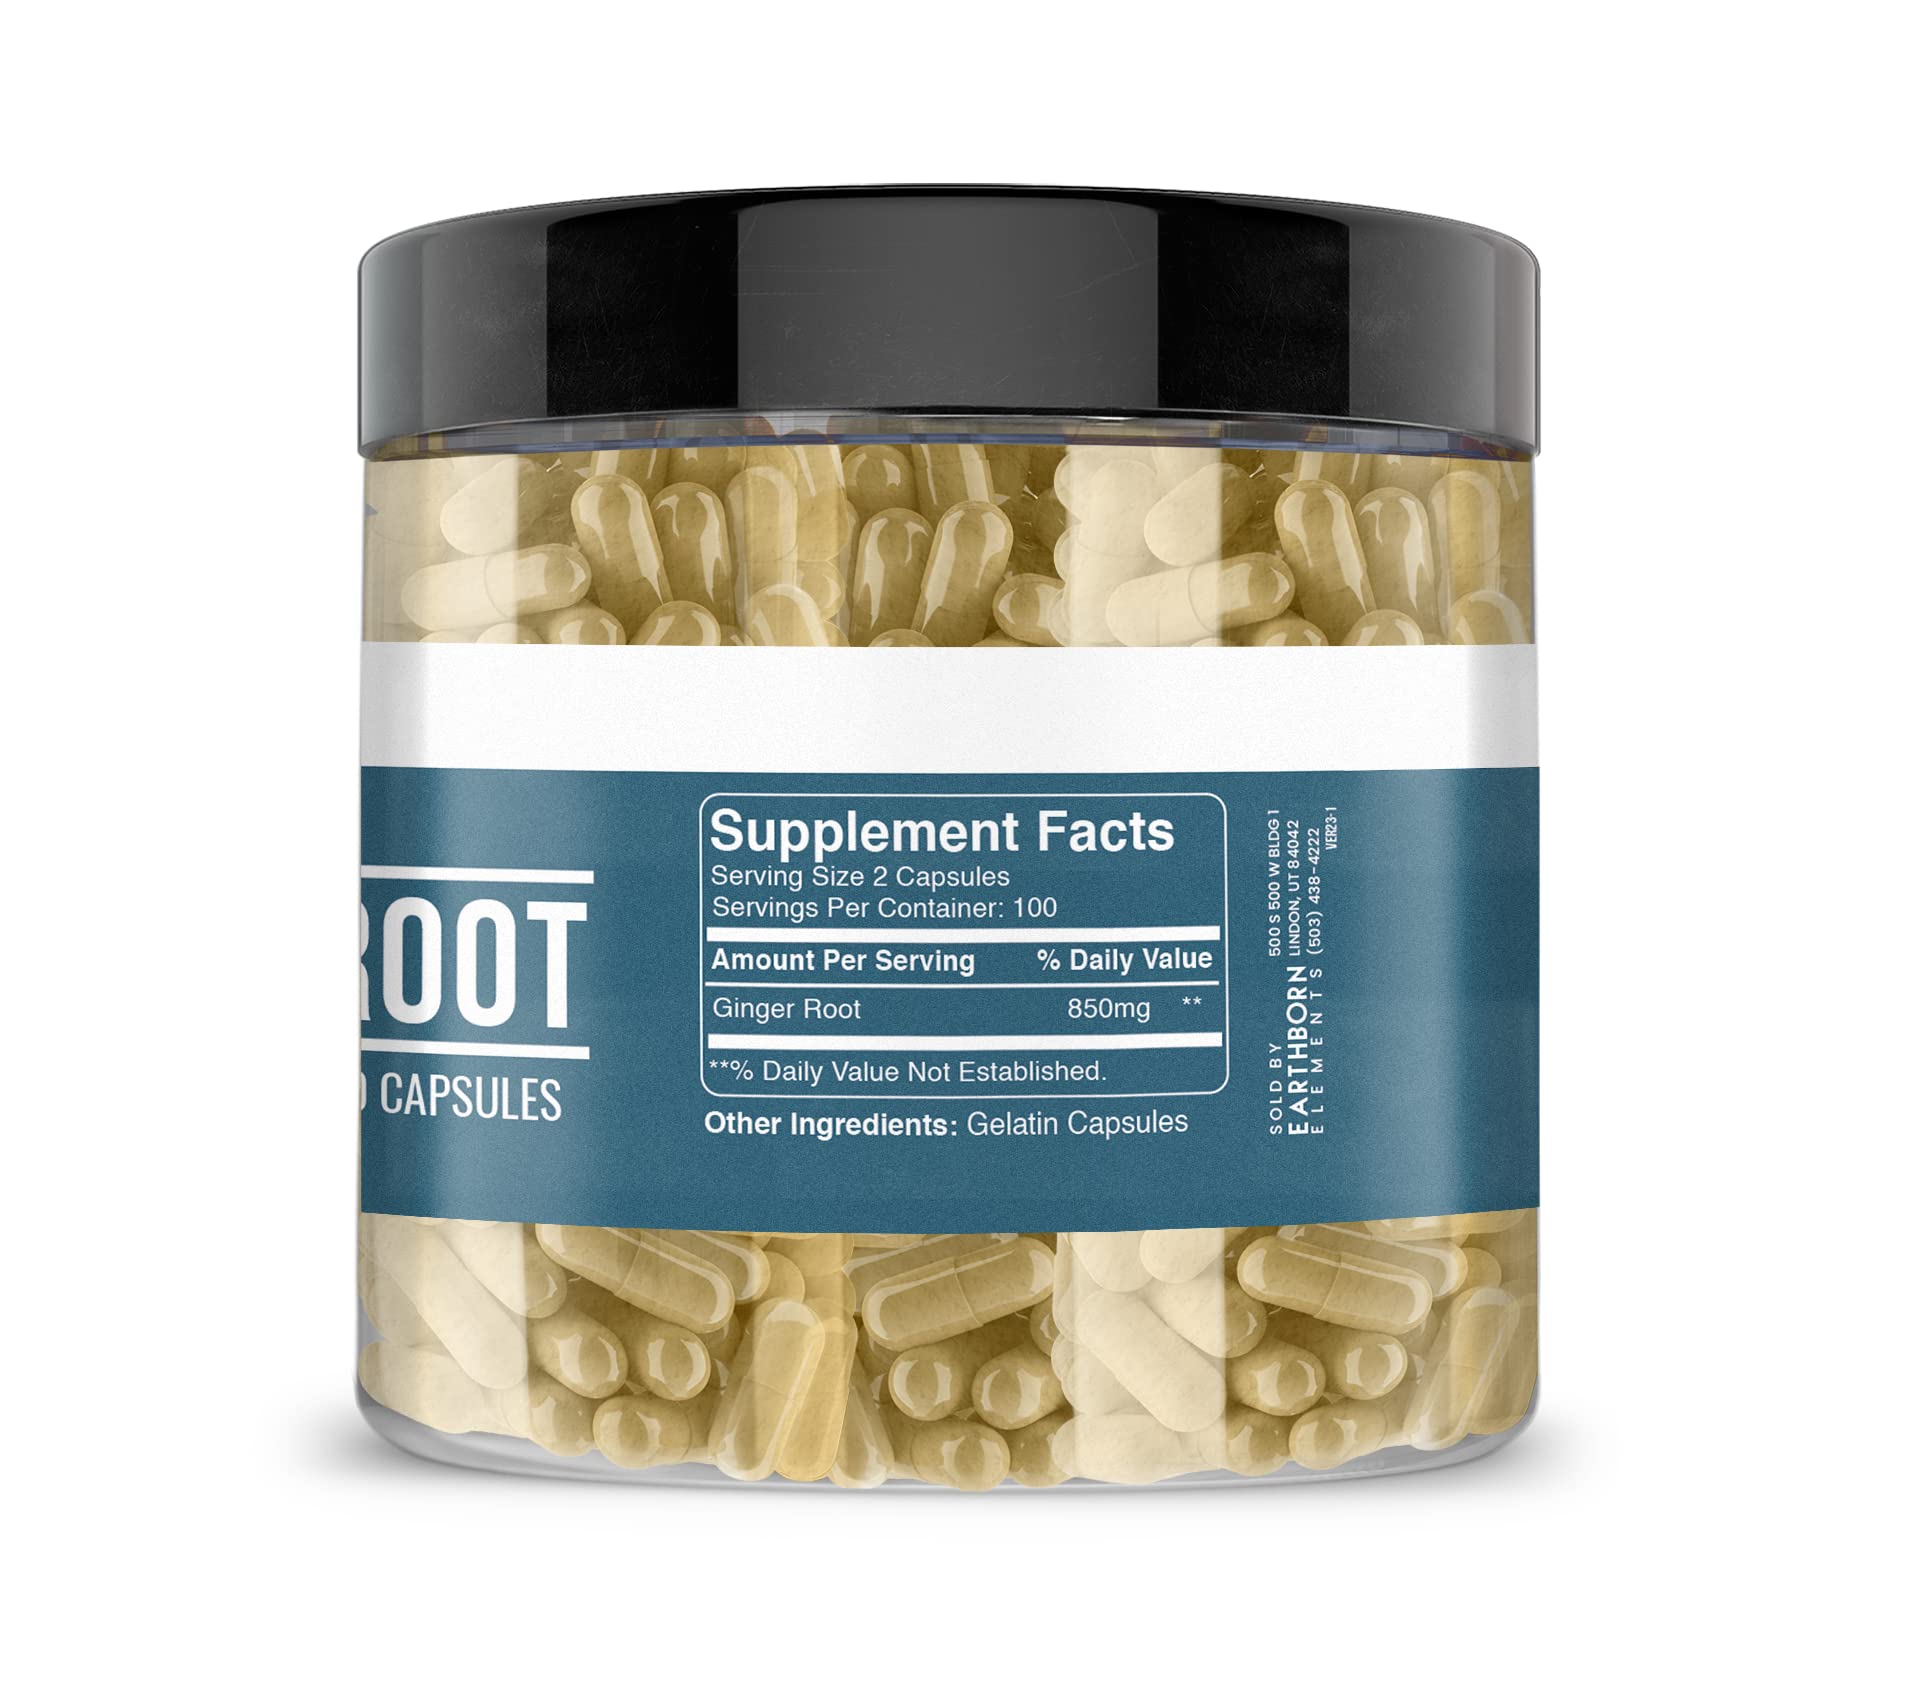 ROOT
CAPSULES
Supplement Facts
Serving Size 2 Capsules
Servings Per Container: 100
Amount Per Serving % Daily Value
Ginger Root 850mg **
**% Daily Value Not Established.
Other Ingredients: Gelatin Capsules
SOLD BY
EARTHBORN
ELEMENTS
500 S 500 W BLDG 1
LINDON, UT 84042
(503) 438-4222
VER23-1